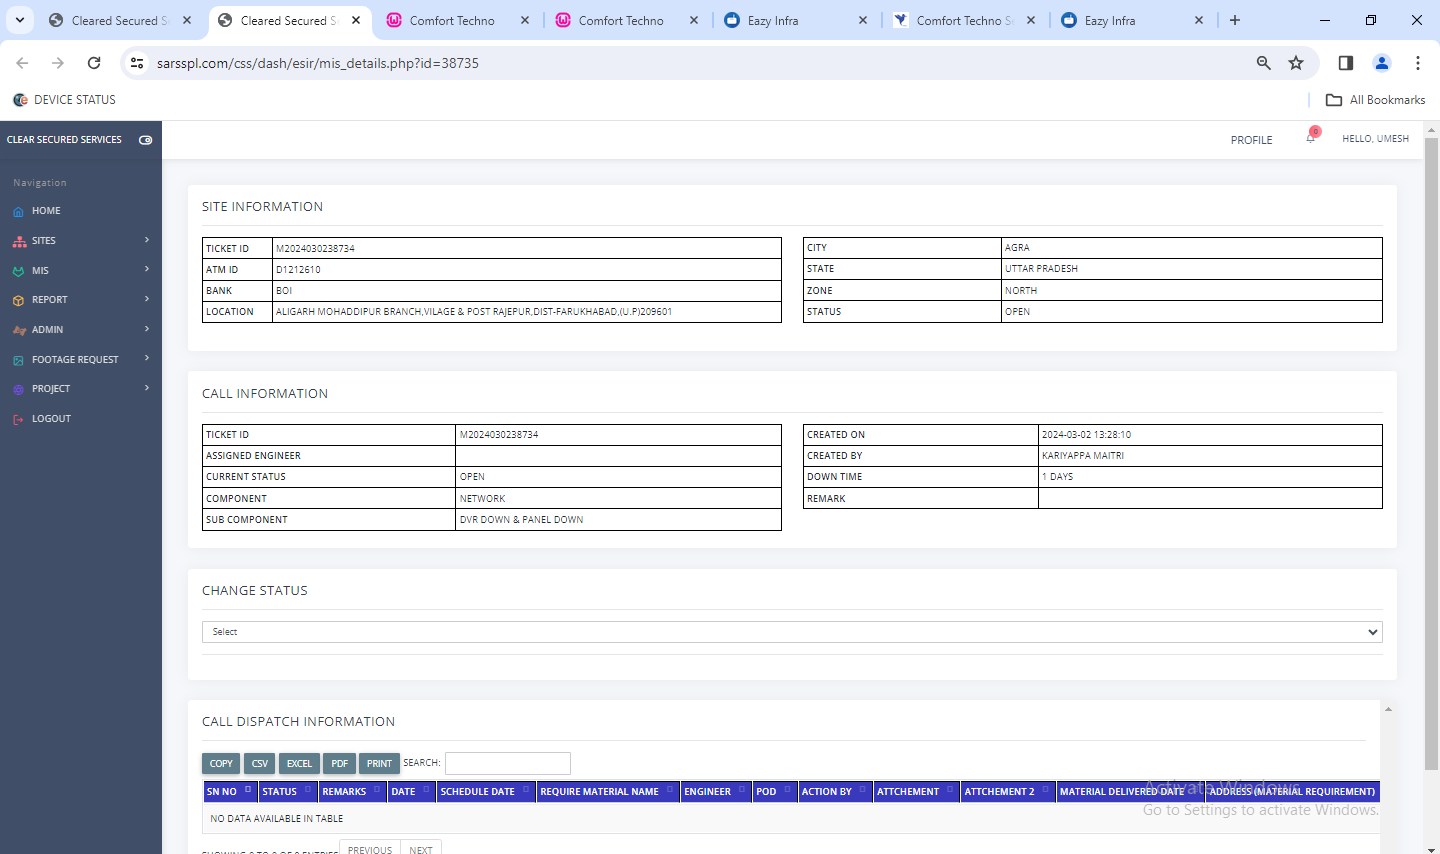 Cleared Secured S
Cleared Secured S
Comfort Techno
Comfort Techno
Eazy Infra
Comfort Techno S
Eazy Infra
sarsspl.com/css/dash/esir/mis_details.php?id=38735
DEVICE STATUS
All Bookmarks
CLEAR SECURED SERVICES
PROFILE
0
HELLO, UMESH
Navigation
HOME
SITES
MIS
REPORT
ADMIN
FOOTAGE REQUEST
PROJECT
LOGOUT
SITE INFORMATION
TICKET ID M2024030238734
ATM ID D1212610
BANK BOI
LOCATION ALIGARH MOHADDIPUR BRANCH,VILAGE & POST RAJEPUR,DIST-FARUKHABAD,(U.P)209601
CITY AGRA
STATE UTTAR PRADESH
ZONE NORTH
STATUS OPEN
CALL INFORMATION
TICKET ID M2024030238734
ASSIGNED ENGINEER
CURRENT STATUS OPEN
COMPONENT NETWORK
SUB COMPONENT DVR DOWN & PANEL DOWN
CREATED ON 2024-03-02 13:28:10
CREATED BY KARIYAPPA MAITRI
DOWN TIME 1 DAYS
REMARK
CHANGE STATUS
Select
CALL DISPATCH INFORMATION
COPY CSV EXCEL PDF PRINT SEARCH:
SN NO STATUS REMARKS DATE SCHEDULE DATE REQUIRE MATERIAL NAME ENGINEER POD ACTION BY ATTCHEMENT ATTCHEMENT 2 MATERIAL DELIVERED DATE ADDRESS (MATERIAL REQUIREMENT)
NO DATA AVAILABLE IN TABLE
Activate Windows
Go to Settings to activate Windows.
SHOWING 0 TO 0 OF 0 ENTRIES PREVIOUS NEXT